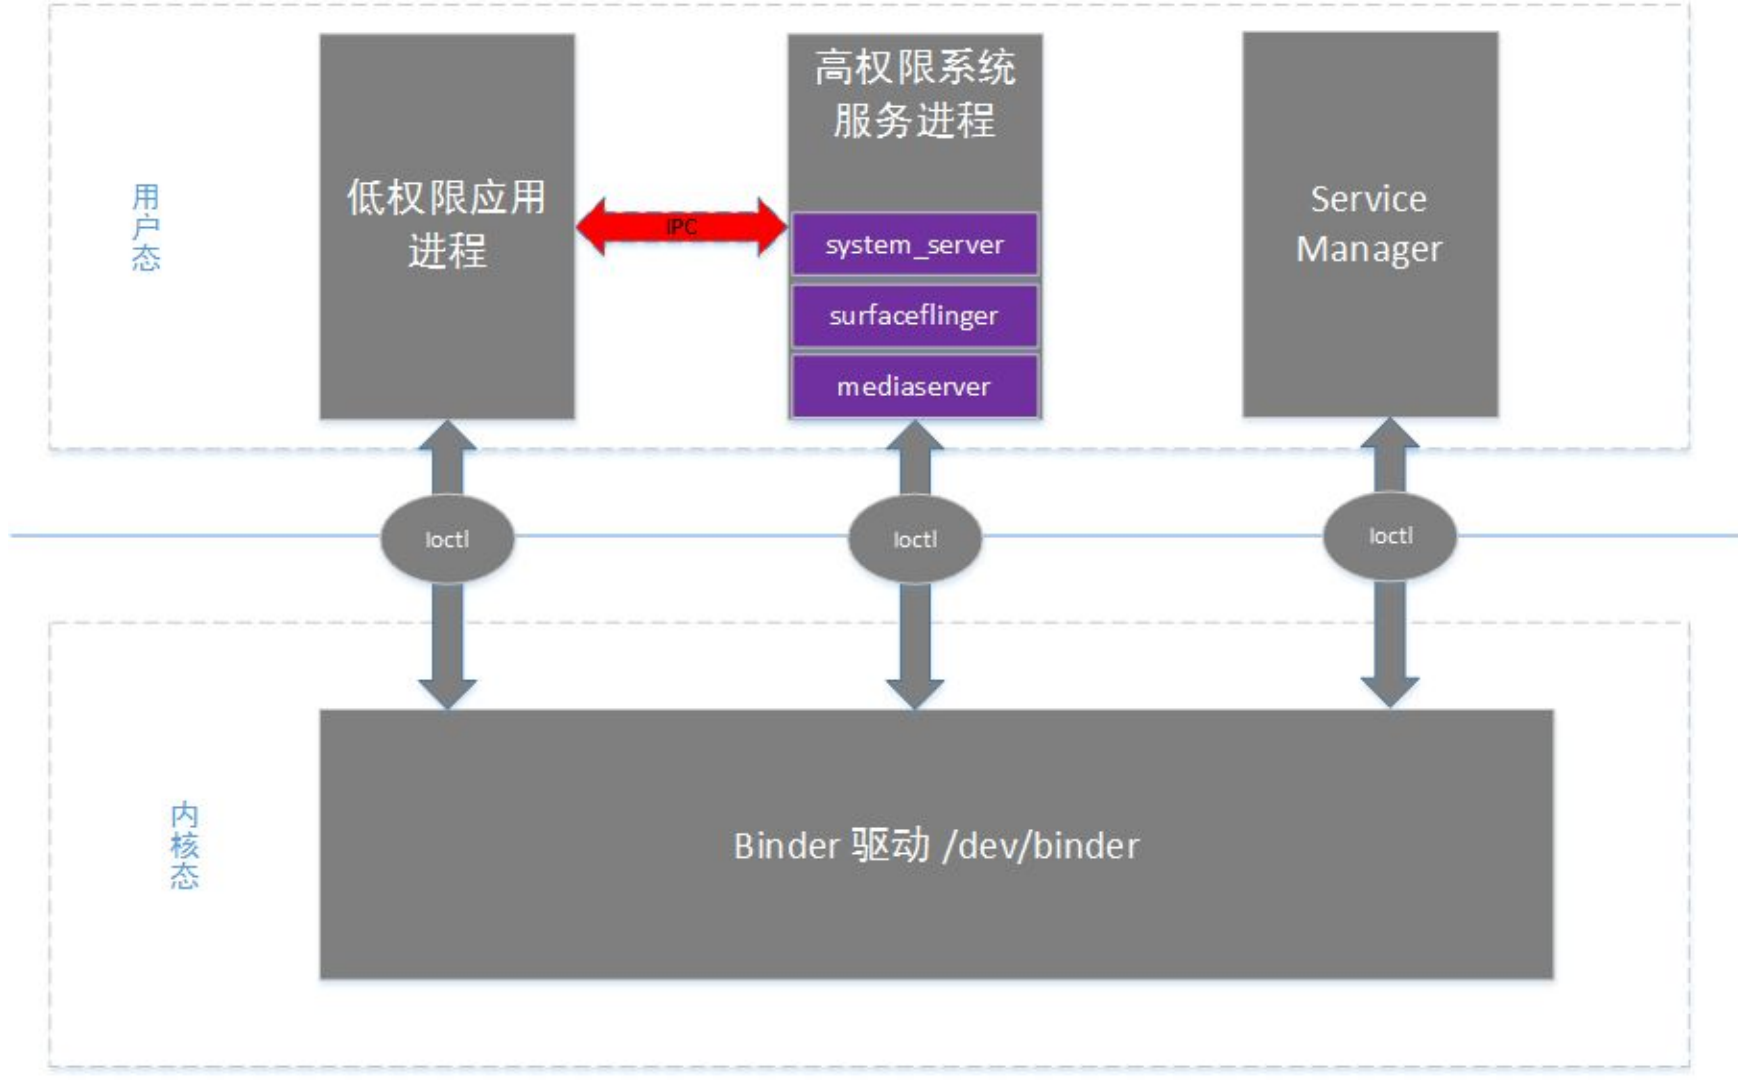 低权限应用
进程
高权限系统
服务进程
Service
Manager
用户态
IPC
system_server
surfaceflinger
mediaserver
Ioctl
Ioctl
Ioctl
内核态
Binder 驱动 /dev/binder